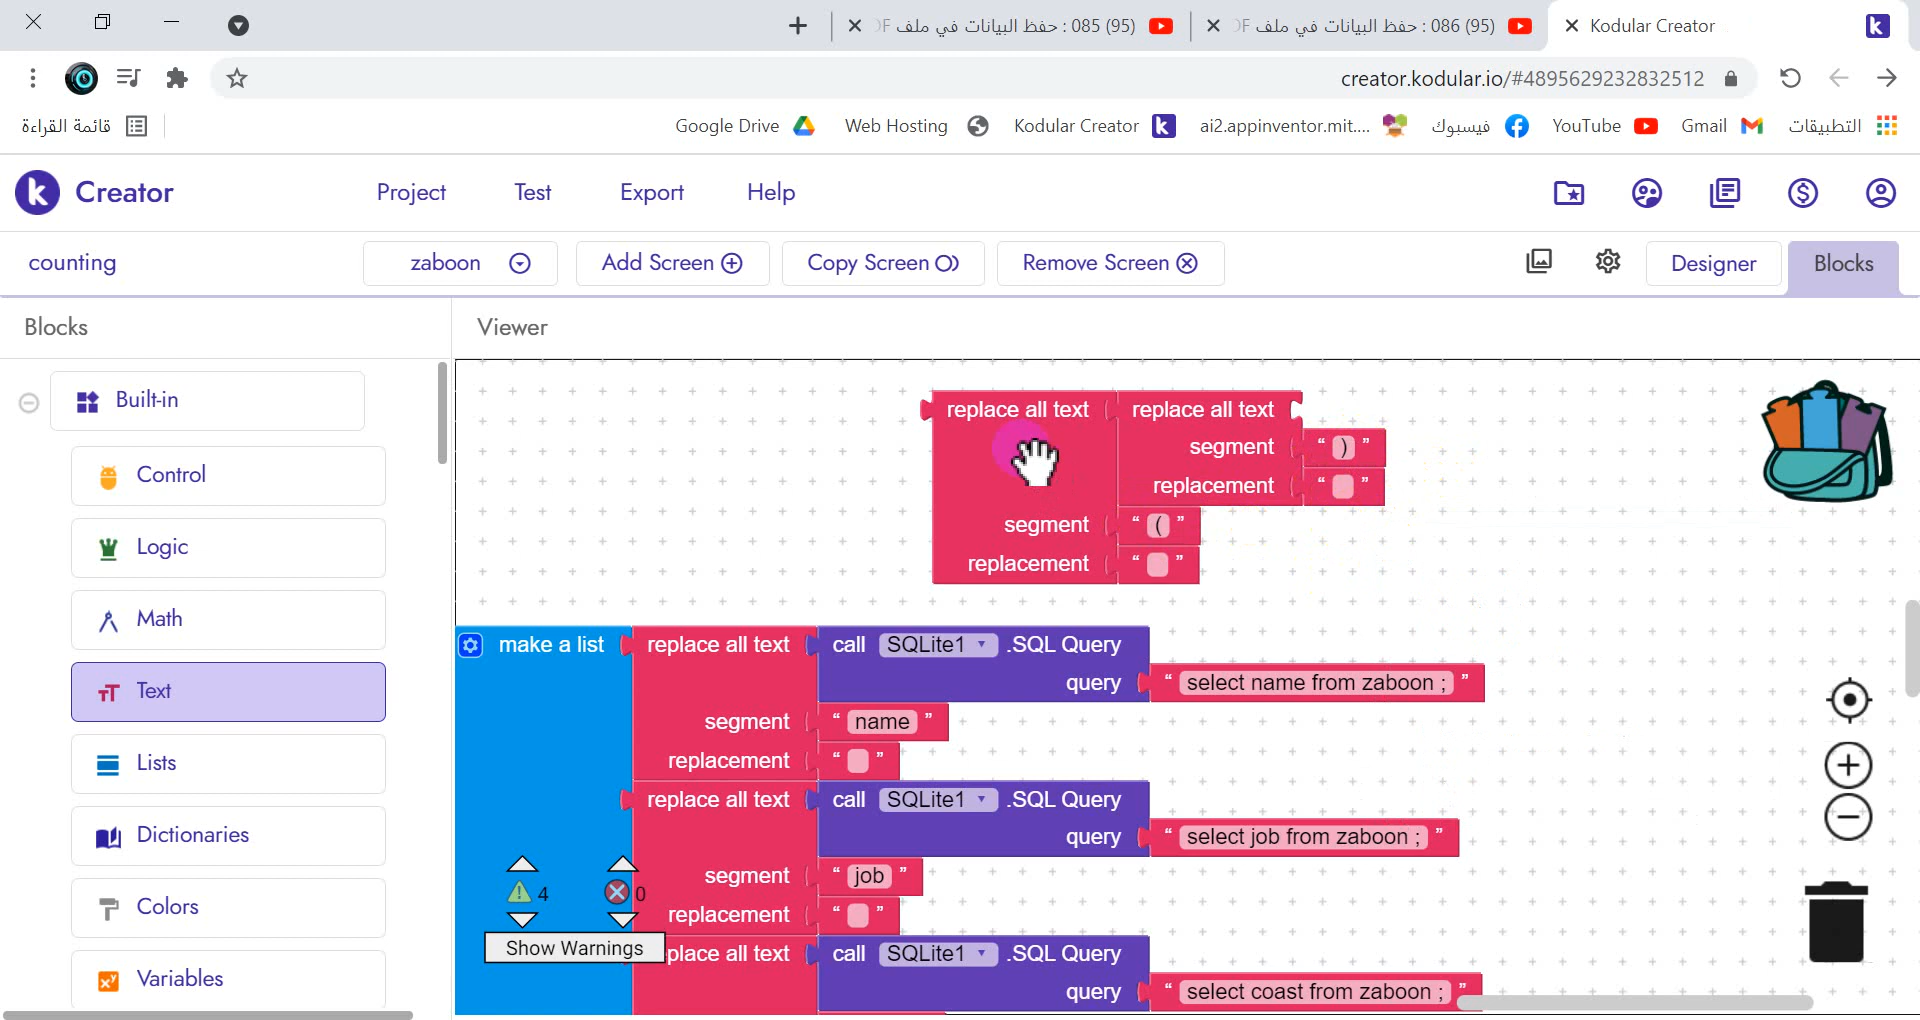 (95) 085 : حفظ البيانات في ملف
(95) 086 : حفظ البيانات في ملف
Kodular Creator
creator.kodular.io/#4895629232832512
قائمة القراءة
Google Drive
Web Hosting
Kodular Creator
ai2.appinventor.mit....
فيسبوك
YouTube
Gmail
التطبيقات
Creator
Project
Test
Export
Help
counting
zaboon
Add Screen
Copy Screen
Remove Screen
Designer
Blocks
Blocks
Viewer
Built-in
Control
Logic
Math
Text
Lists
Dictionaries
Colors
Variables
replace all text replace all text
segment “ ) ”
replacement “ ”
segment “ ( ”
replacement “ ”
make a list replace all text call SQLite1 .SQL Query
query “ select name from zaboon ; ”
segment “ name ”
replacement “ ”
replace all text call SQLite1 .SQL Query
query “ select job from zaboon ; ”
segment “ job ”
replacement “ ”
place all text call SQLite1 .SQL Query
query “ select coast from zaboon ; ”
4 0
Show Warnings